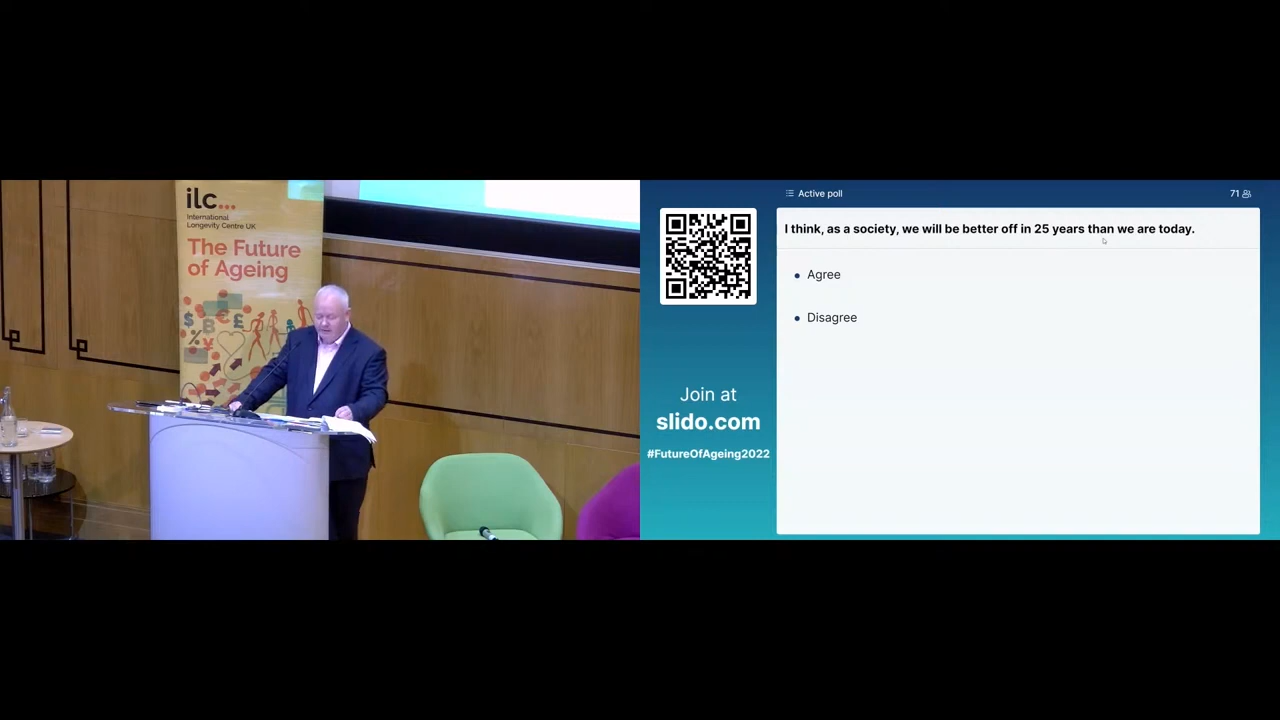 ilc...
International
Longevity Centre UK
The Future
of Ageing
Active poll
71
I think, as a society, we will be better off in 25 years than we are today.
Agree
Disagree
Join at
slido.com
#FutureOfAgeing2022